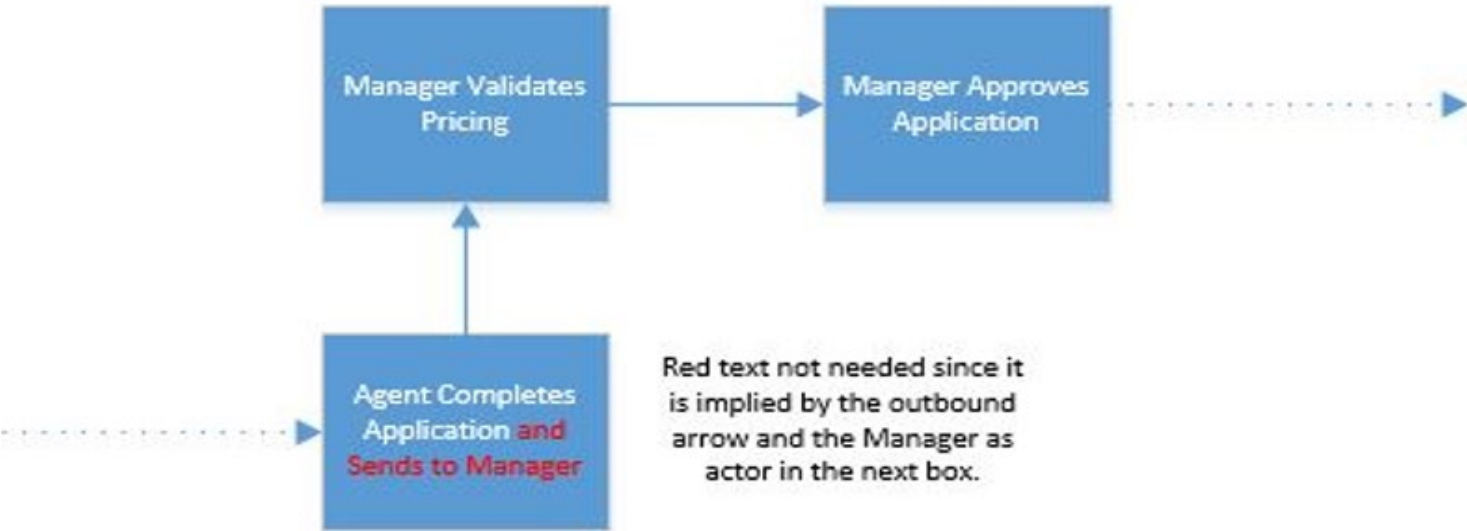 Manager Validates
Pricing
Manager Approves
Application
Agent Completes
Application and
Sends to Manager
Red text not needed since it
is implied by the outbound
arrow and the Manager as
actor in the next box.